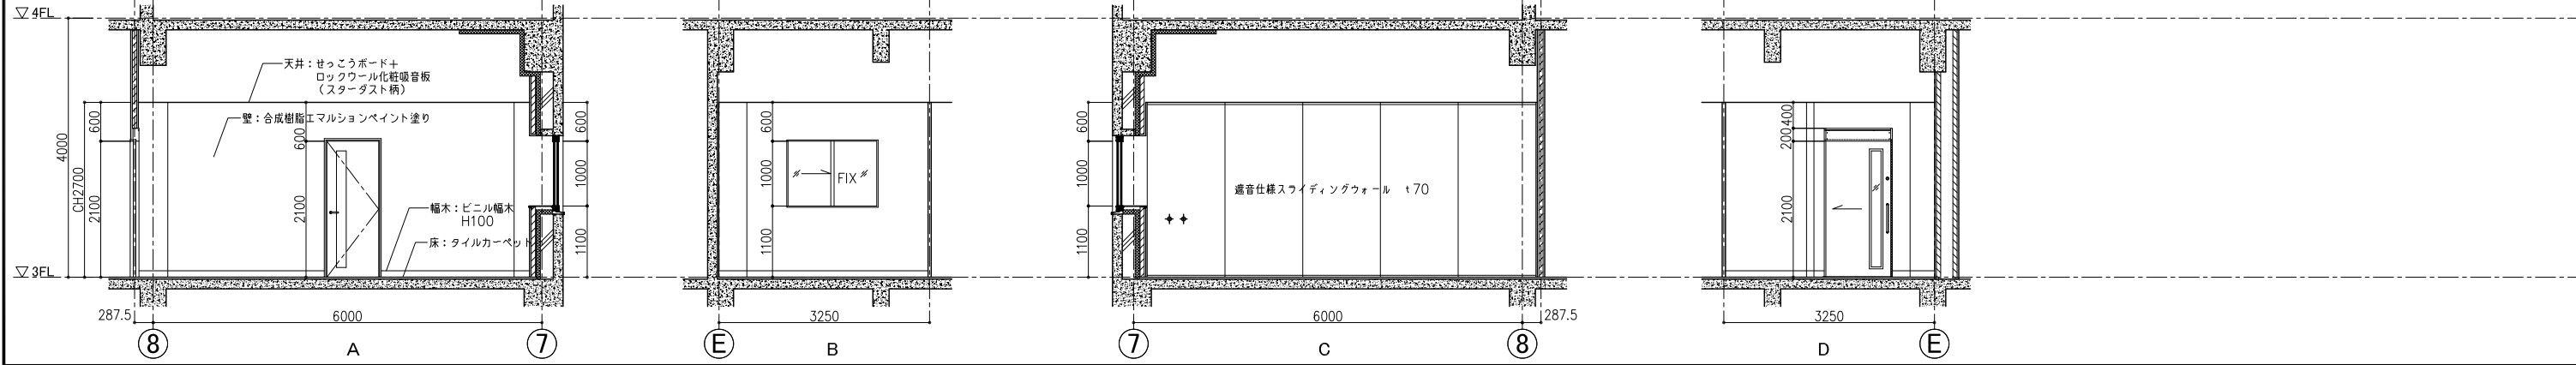 ▽4FL
天井：せっこうボード＋
ロックウール化粧吸音板
（スターダスト柄）
壁：合成樹脂エマルションペイント塗り
幅木：ビニル幅木
H100
床：タイルカーペット
4000
CH2700
600
2100
600
2100
600
1000
1100
▽3FL
287.5
6000
8
A
7
600
1000
1100
FIX
3250
E
B
600
1000
1100
遮音仕様スライディングウォール t70
6000
287.5
7
C
8
400
200
2100
3250
D
E